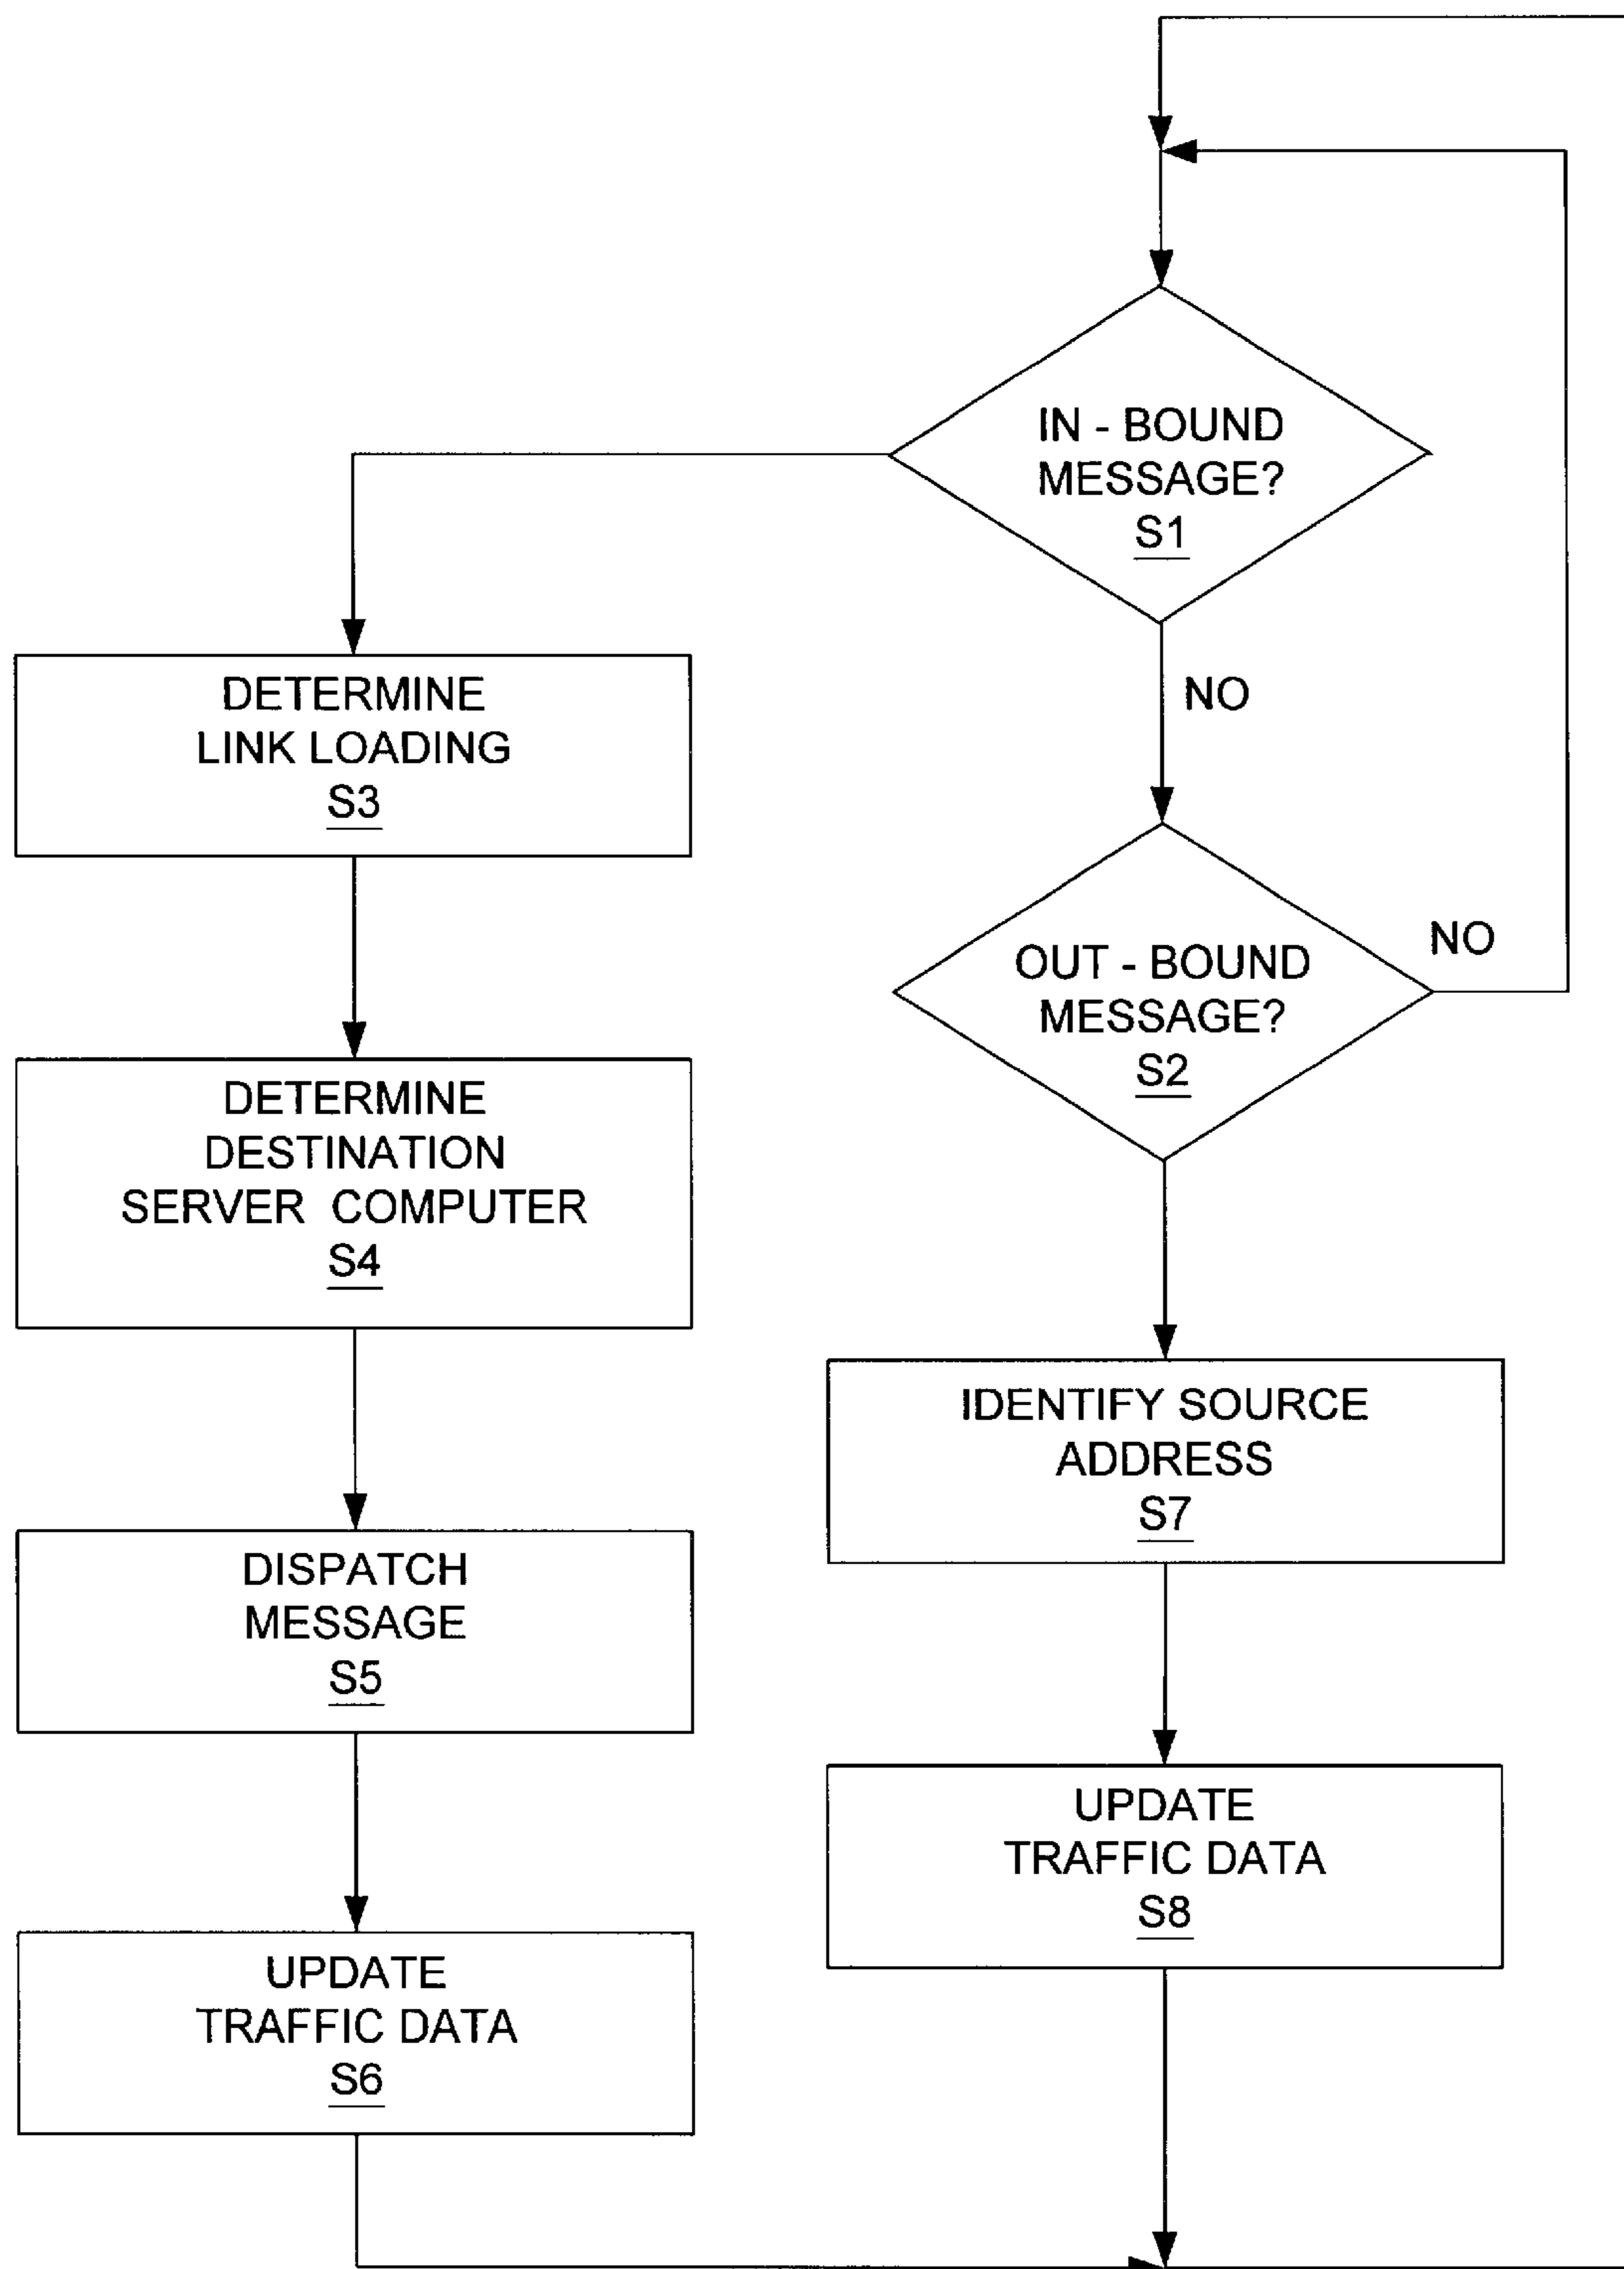 IN - BOUND
MESSAGE?
S1
NO
DETERMINE
LINK LOADING
S3
OUT - BOUND
MESSAGE?
S2
NO
DETERMINE
DESTINATION
SERVER COMPUTER
S4
IDENTIFY SOURCE
ADDRESS
S7
DISPATCH
MESSAGE
S5
UPDATE
TRAFFIC DATA
S8
UPDATE
TRAFFIC DATA
S6